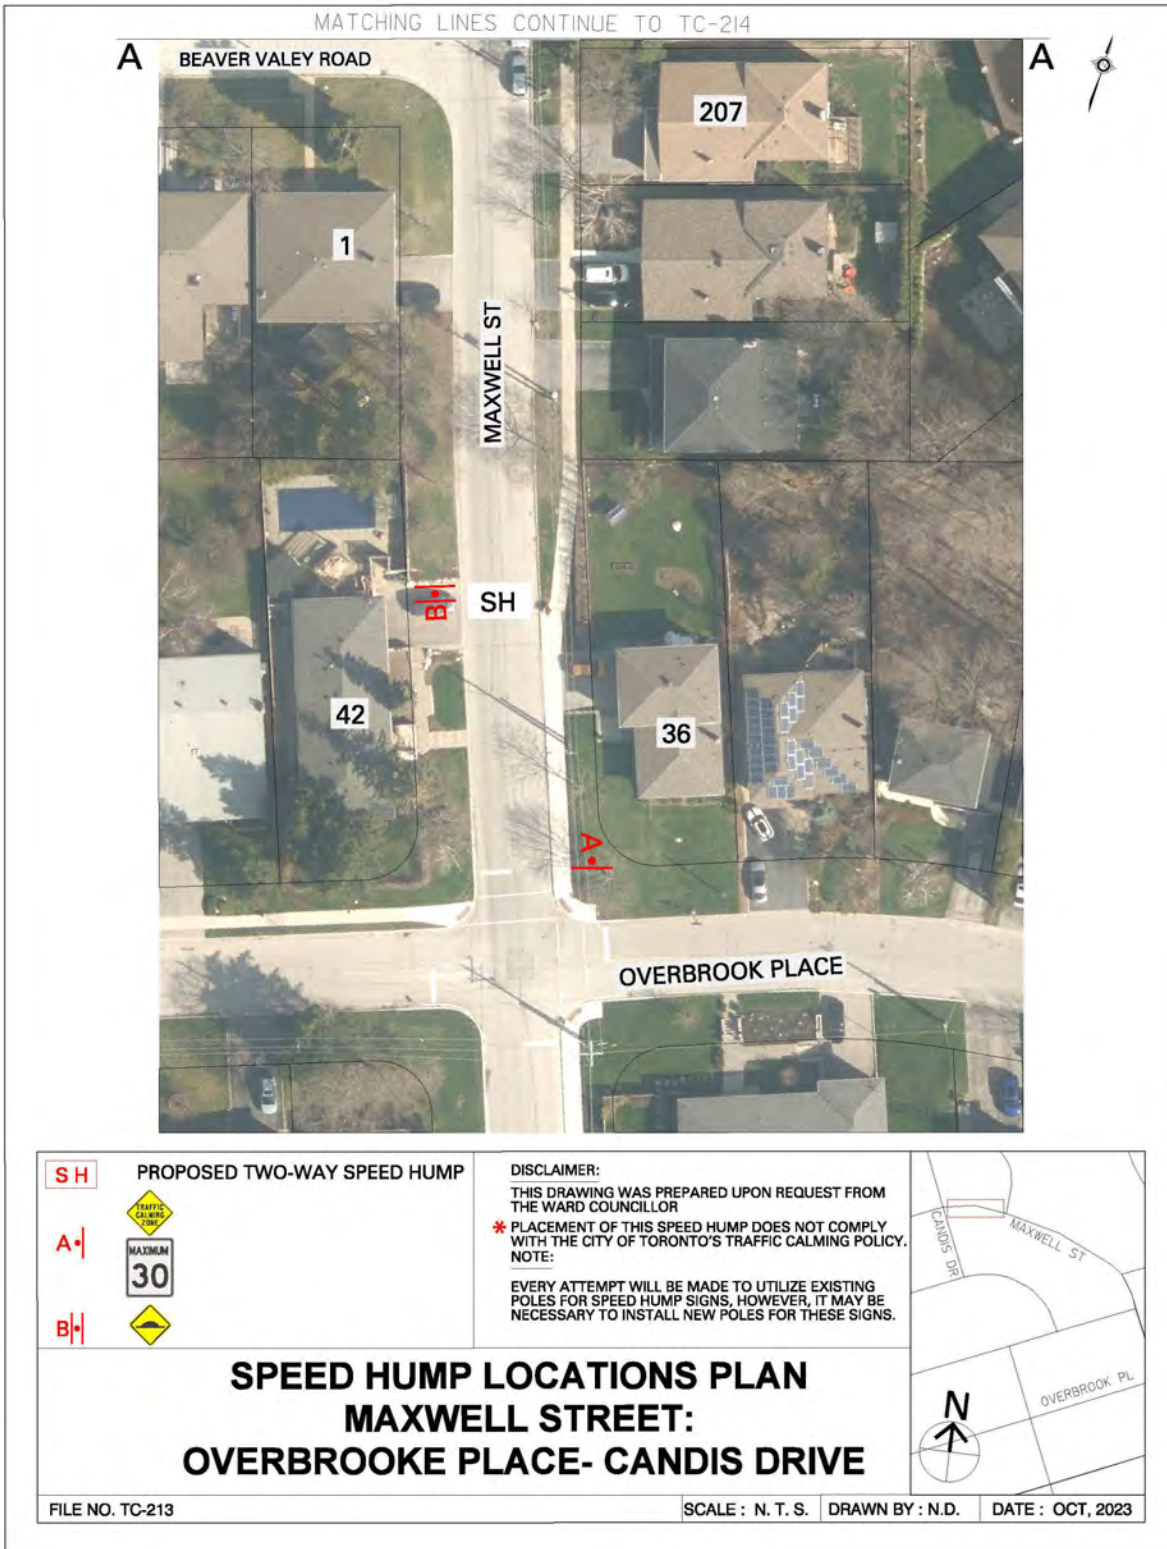 MATCHING LINES CONTINUE TO TC-214
A
A
BEAVER VALEY ROAD
207
1
MAXWELL ST
B
SH
42
36
A
OVERBROOK PLACE
SH
PROPOSED TWO-WAY SPEED HUMP
TRAFFIC
CALMING
ZONE
A
MAXIMUM
30
B
DISCLAIMER:
THIS DRAWING WAS PREPARED UPON REQUEST FROM
THE WARD COUNCILLOR
* PLACEMENT OF THIS SPEED HUMP DOES NOT COMPLY
WITH THE CITY OF TORONTO'S TRAFFIC CALMING POLICY.
NOTE:
EVERY ATTEMPT WILL BE MADE TO UTILIZE EXISTING
POLES FOR SPEED HUMP SIGNS, HOWEVER, IT MAY BE
NECESSARY TO INSTALL NEW POLES FOR THESE SIGNS.
CANDIS DR
MAXWELL ST
OVERBROOK PL
N
SPEED HUMP LOCATIONS PLAN
MAXWELL STREET:
OVERBROOKE PLACE- CANDIS DRIVE
FILE NO. TC-213
SCALE : N. T. S.
DRAWN BY : N.D.
DATE : OCT, 2023